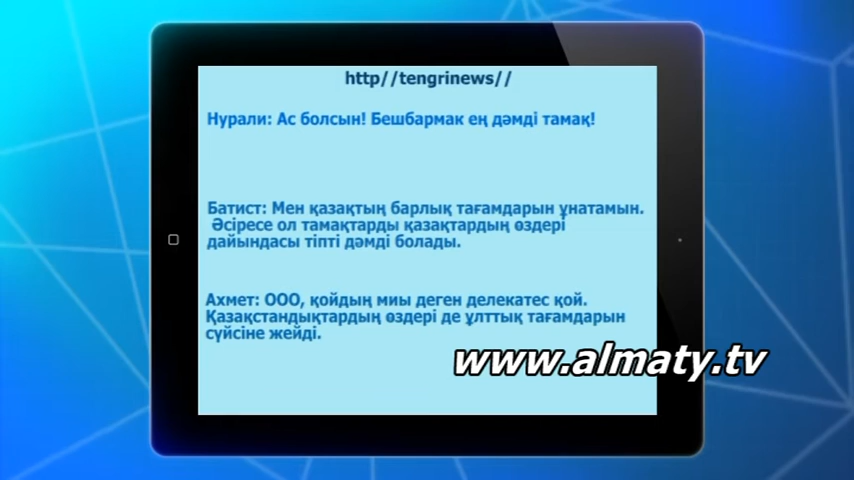 http//tengrinews//
Нурали: Ас болсын! Бешбармак ең дәмді тамақ!
Батист: Мен қазақтың барлық тағамдарын ұнатамын.
Әсіресе ол тамақтарды қазақтардың өздері
дайындасы тіпті дәмді болады.
Ахмет: ООО, қойдың миы деген делекатес қой.
Қазақстандықтардың өздері де ұлттық тағамдарын
сүйсіне жейді.
www.almaty.tv